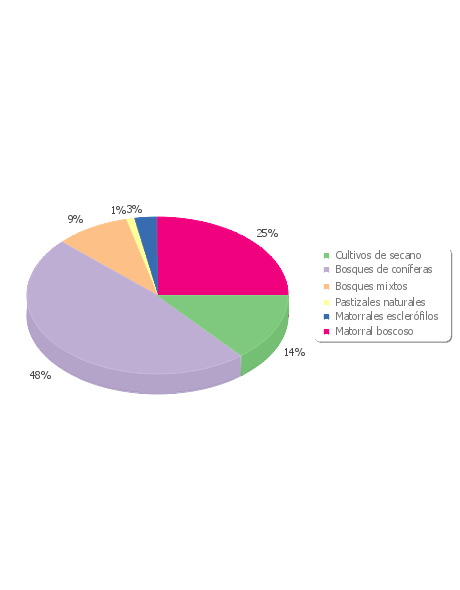 1%
3%
9%
25%
14%
48%
Cultivos de secano
Bosques de coníferas
Bosques mixtos
Pastizales naturales
Matorrales esclerófilos
Matorral boscoso